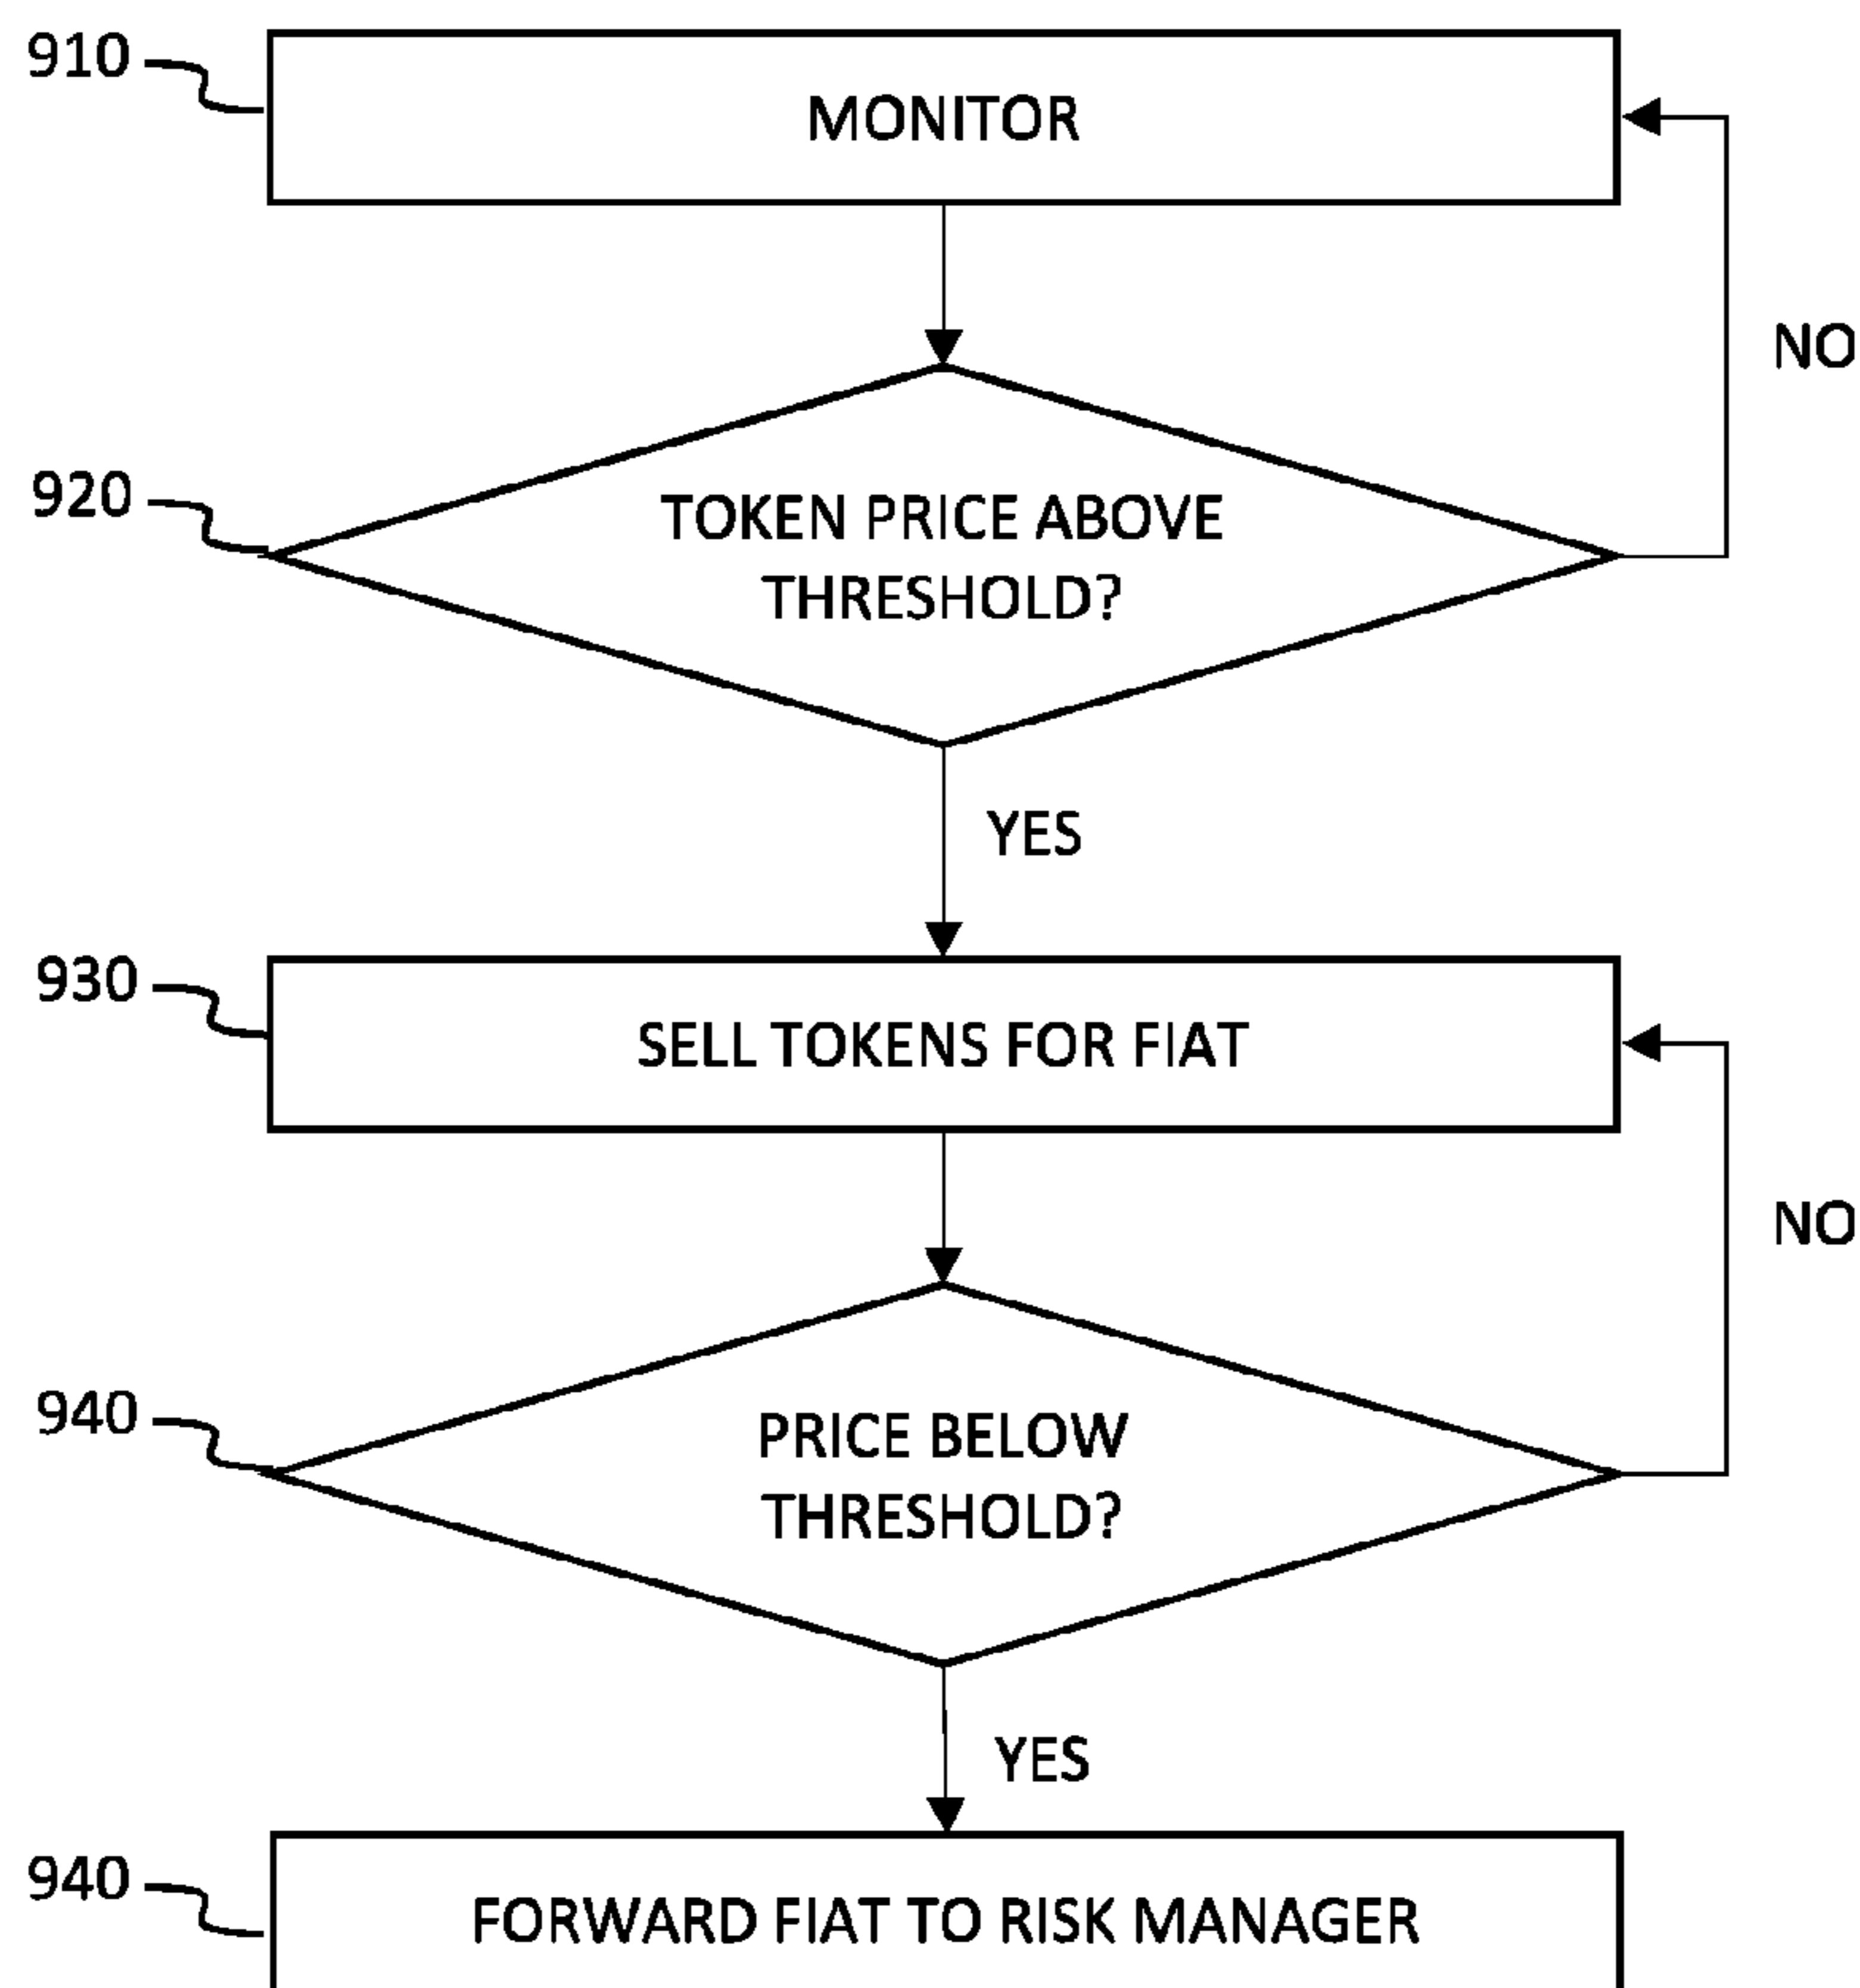 910
MONITOR
NO
920
TOKEN PRICE ABOVE
THRESHOLD?
YES
930
SELL TOKENS FOR FIAT
NO
940
PRICE BELOW
THRESHOLD?
YES
940
FORWARD FIAT TO RISK MANAGER